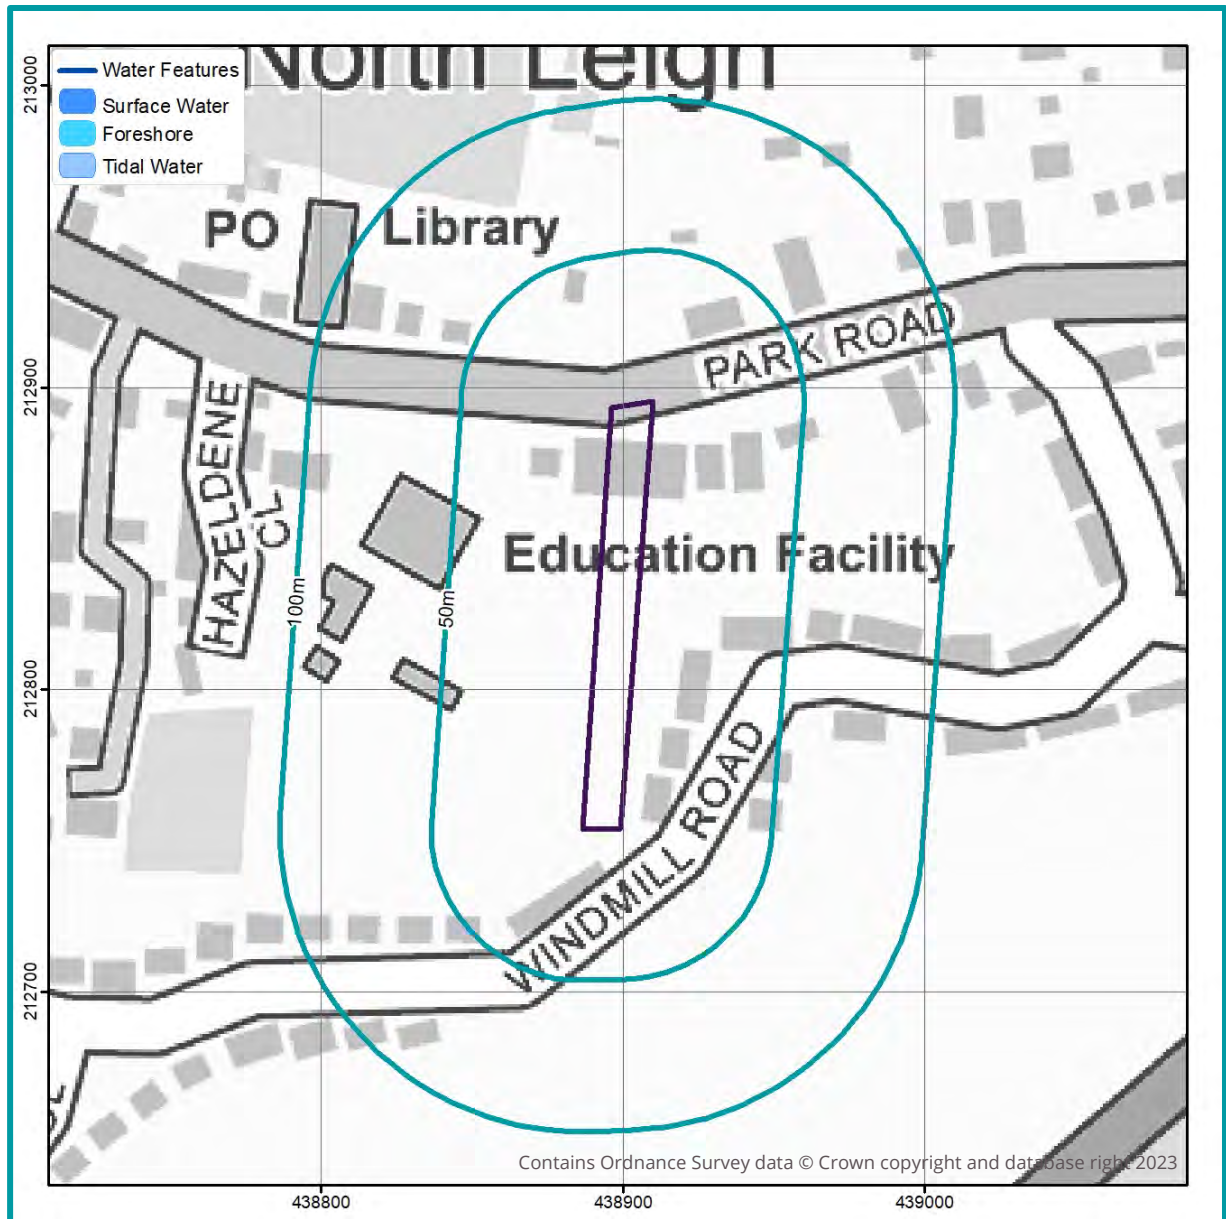 North Leigh
Water Features
Surface Water
Foreshore
Tidal Water
PO
Library
PARK ROAD
HAZELDENE
CL
Education Facility
100m
50m
WINDMILL ROAD
Contains Ordnance Survey data © Crown copyright and database right 2023
213000
212900
212800
212700
438800
438900
439000